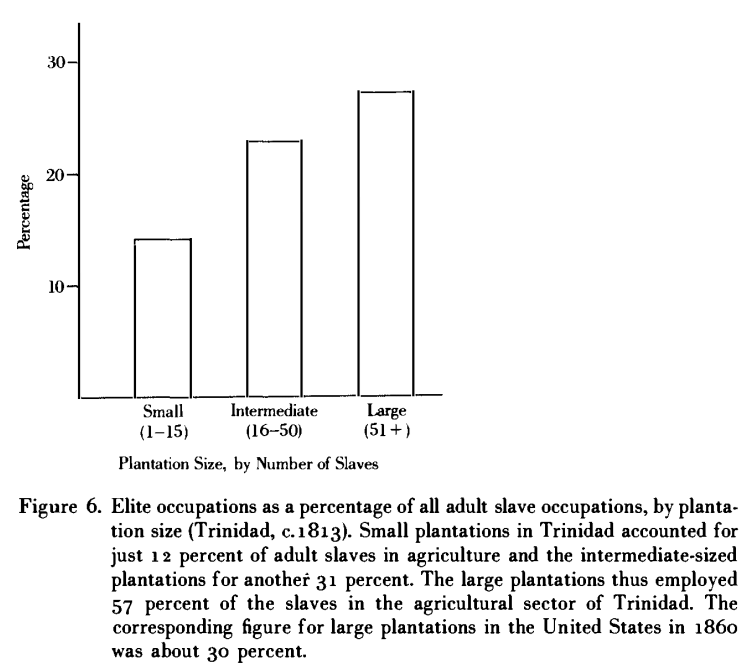 30
20
10
Percentage
Small
(1–15)
Intermediate
(16–50)
Large
(51+)
Plantation Size, by Number of Slaves
Figure 6. Elite occupations as a percentage of all adult slave occupations, by planta-
tion size (Trinidad, c.1813). Small plantations in Trinidad accounted for
just 12 percent of adult slaves in agriculture and the intermediate-sized
plantations for another 31 percent. The large plantations thus employed
57 percent of the slaves in the agricultural sector of Trinidad. The
corresponding figure for large plantations in the United States in 1860
was about 30 percent.